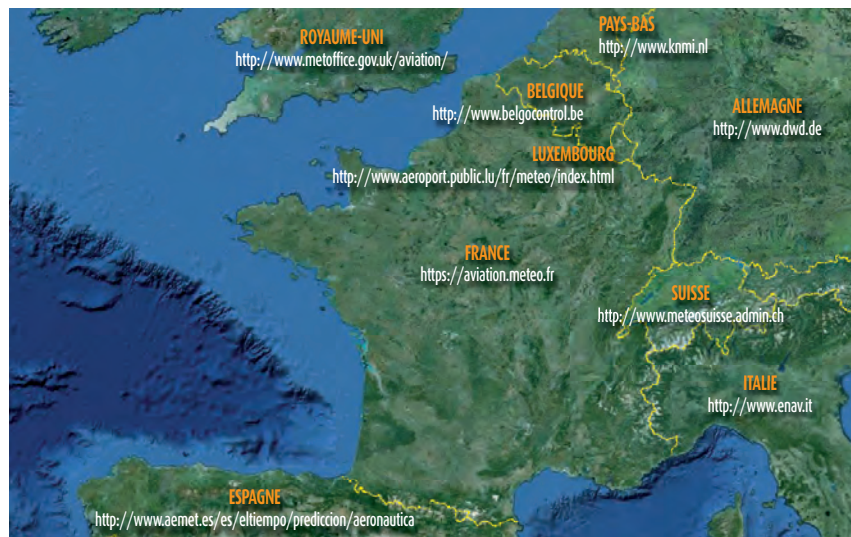 ROYAUME-UNI
http://www.metoffice.gov.uk/aviation/
PAYS-BAS
http://www.knmi.nl
BELGIQUE
http://www.belgocontrol.be
ALLEMAGNE
http://www.dwd.de
LUXEMBOURG
http://www.aeroport.public.lu/fr/meteo/index.html
FRANCE
https://aviation.meteo.fr
SUISSE
http://www.meteosuisse.admin.ch
ITALIE
http://www.enav.it
ESPAGNE
http://www.aemet.es/es/eltiempo/prediccion/aeronautica